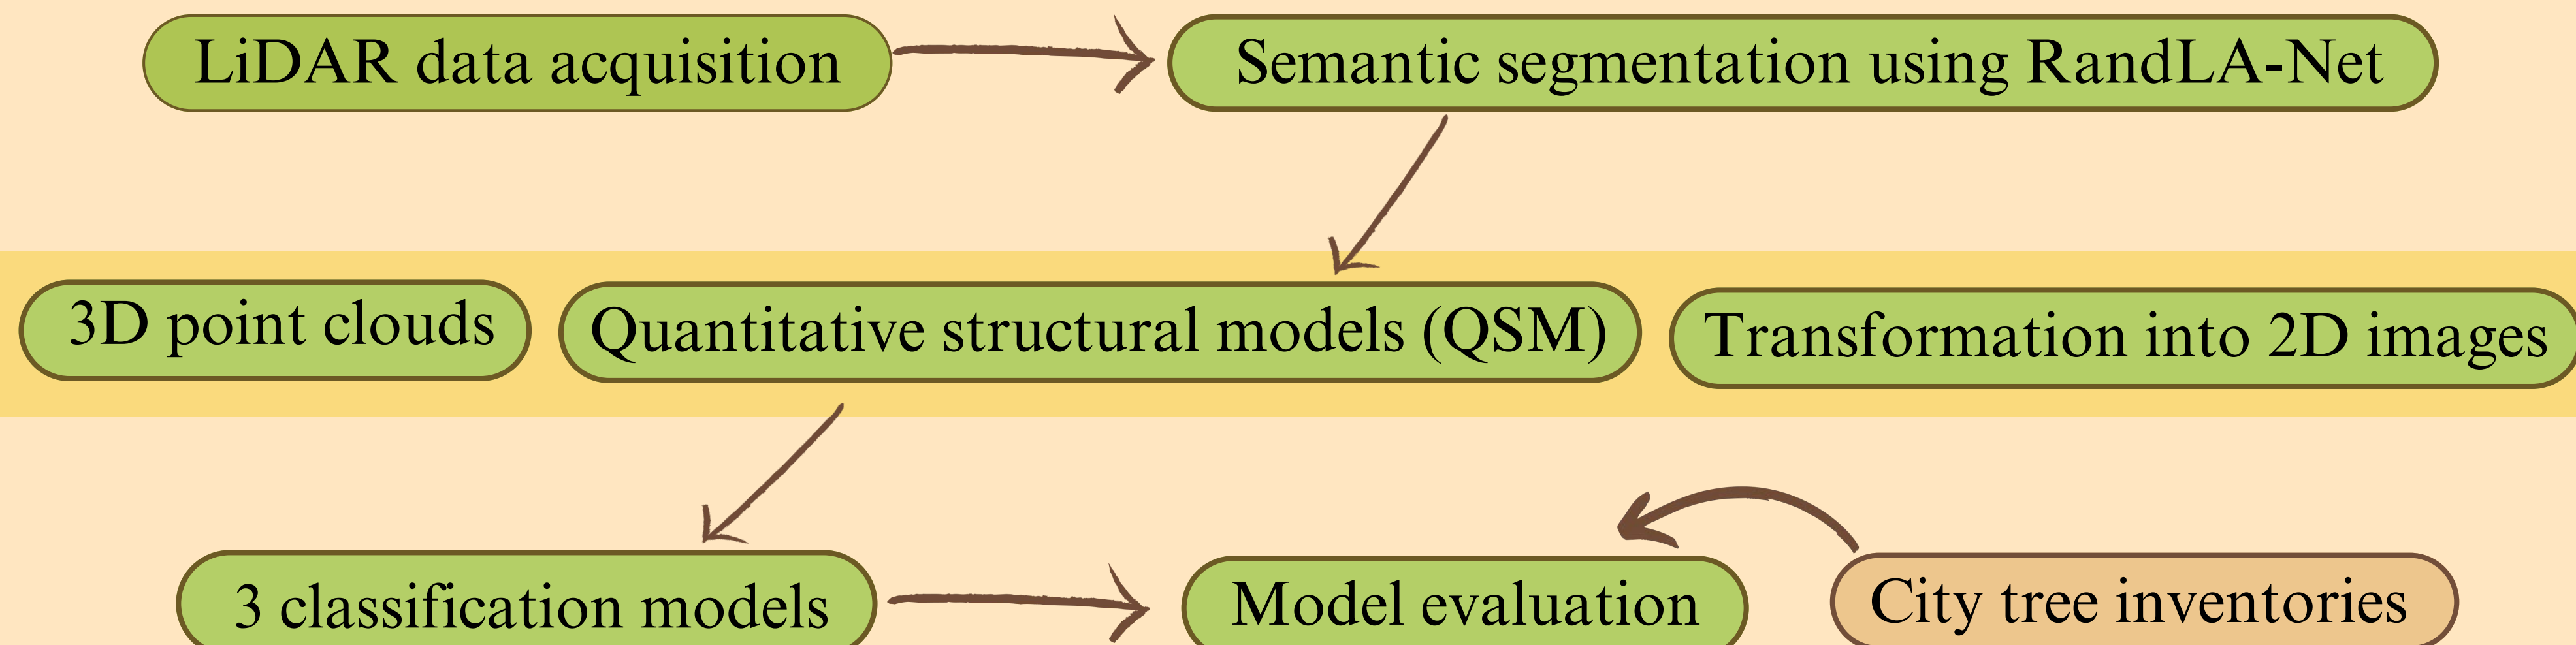 LiDAR data acquisition
Semantic segmentation using RandLA-Net
3D point clouds
Quantitative structural models (QSM)
Transformation into 2D images
3 classification models
Model evaluation
City tree inventories